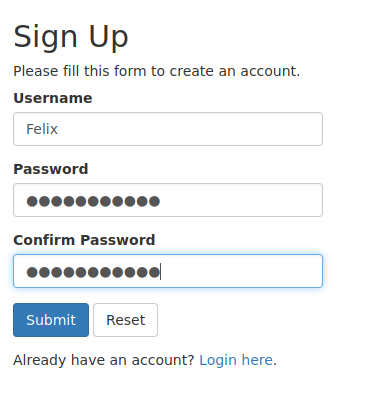 Sign Up
Please fill this form to create an account.
Username
Felix
Password
●●●●●●●●●●●
Confirm Password
●●●●●●●●●●●
Submit Reset
Already have an account? Login here.